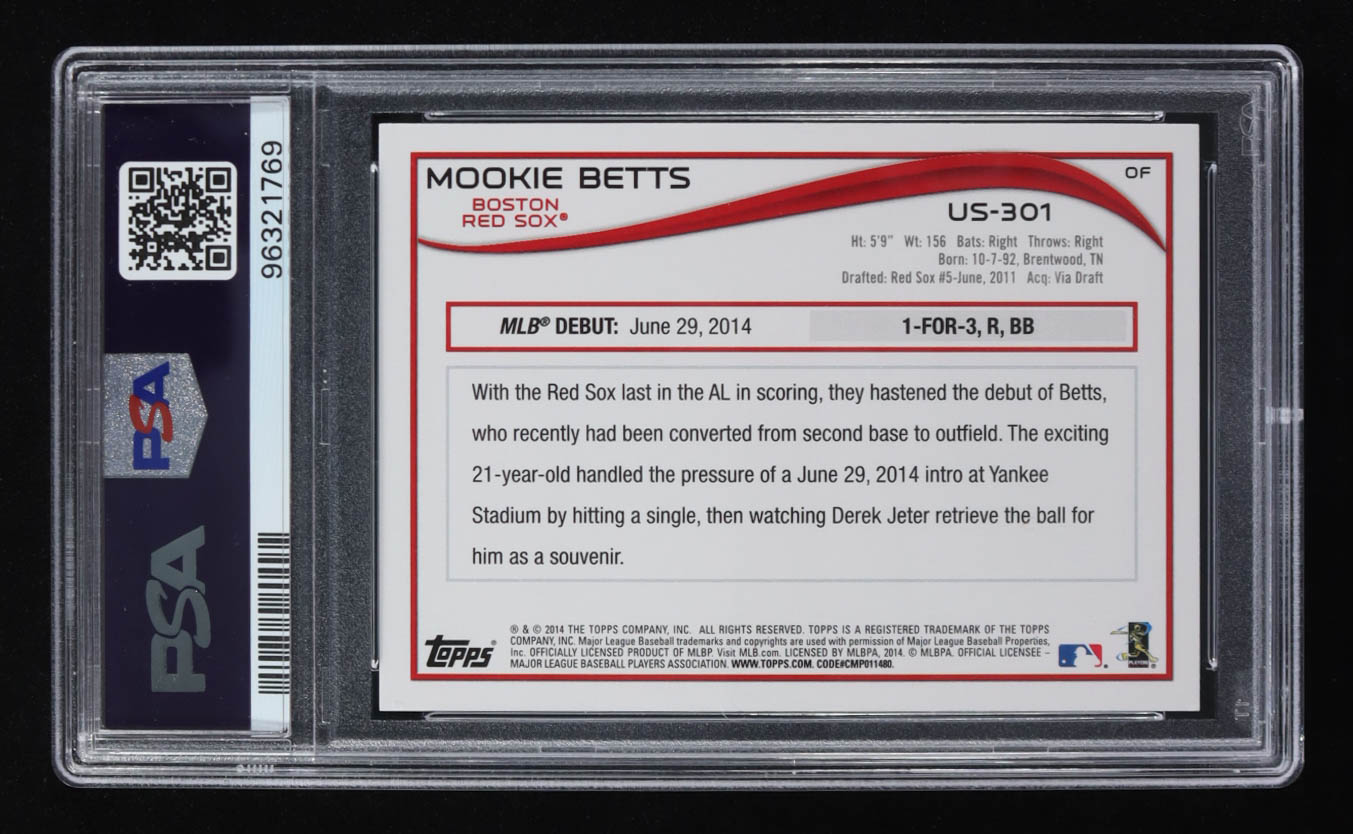 96321769
PSA
PSA
MOOKIE BETTS
OF
BOSTON
RED SOX®
US-301
Ht: 5'9" Wt: 156 Bats: Right Throws: Right
Born: 10-7-92, Brentwood, TN
Drafted: Red Sox #5-June, 2011 Acq: Via Draft
MLB® DEBUT: June 29, 2014 1-FOR-3, R, BB
With the Red Sox last in the AL in scoring, they hastened the debut of Betts,
who recently had been converted from second base to outfield. The exciting
21-year-old handled the pressure of a June 29, 2014 intro at Yankee
Stadium by hitting a single, then watching Derek Jeter retrieve the ball for
him as a souvenir.
Topps®
® & © 2014 THE TOPPS COMPANY, INC. ALL RIGHTS RESERVED. TOPPS IS A REGISTERED TRADEMARK OF THE TOPPS
COMPANY, INC. Major League Baseball trademarks and copyrights are used with permission of Major League Baseball Properties,
Inc. OFFICIALLY LICENSED PRODUCT OF MLBP. Visit MLB.com. LICENSED BY MLBPA, 2014. © MLBPA. OFFICIAL LICENSEE –
MAJOR LEAGUE BASEBALL PLAYERS ASSOCIATION. WWW.TOPPS.COM. CODE#CMP011480.
PLAYERS